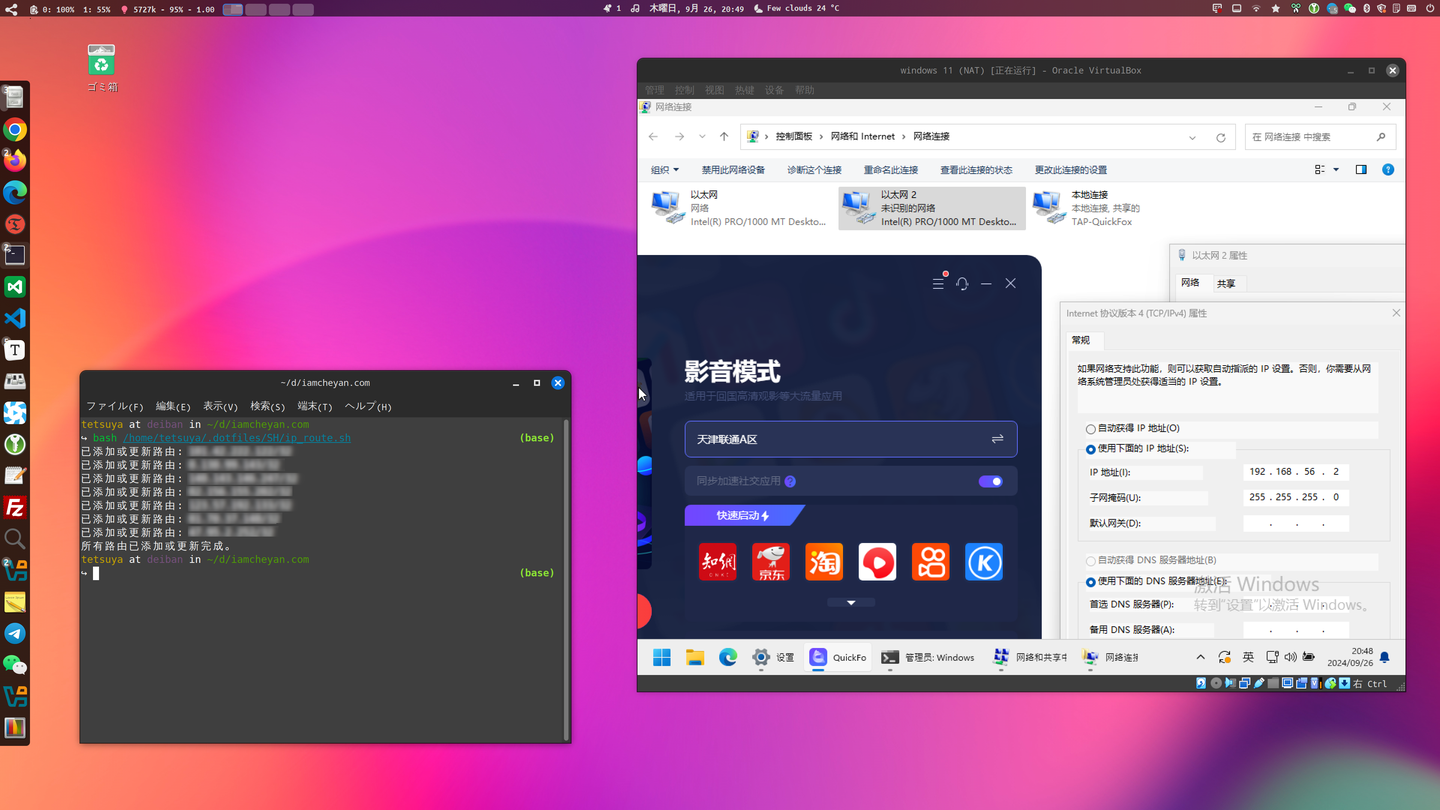 0: 100%  1: 55%
5727k - 95% - 1.00
1
木曜日, 9月 26, 20:49
Few clouds 24 °C
ゴミ箱
~/d/iamcheyan.com
ファイル(F) 編集(E) 表示(V) 検索(S) 端末(T) ヘルプ(H)
tetsuya at deiban in ~/d/iamcheyan.com
↪ bash /home/tetsuya/.dotfiles/SH/ip_route.sh (base)
已添加或更新路由:
已添加或更新路由:
已添加或更新路由:
已添加或更新路由:
已添加或更新路由:
已添加或更新路由:
已添加或更新路由:
所有路由已添加或更新完成。
tetsuya at deiban in ~/d/iamcheyan.com
↪ (base)
windows 11 (NAT) [正在运行] - Oracle VirtualBox
管理 控制 视图 热键 设备 帮助
网络连接
控制面板 › 网络和 Internet › 网络连接
在 网络连接 中搜索
组织 禁用此网络设备 诊断这个连接 重命名此连接 查看此连接的状态 更改此连接的设置
以太网
网络
Intel(R) PRO/1000 MT Deskto...
以太网 2
未识别的网络
Intel(R) PRO/1000 MT Deskto...
本地连接
本地连接, 共享的
TAP-QuickFox
以太网 2 属性
网络 共享
Internet 协议版本 4 (TCP/IPv4) 属性
常规
如果网络支持此功能，则可以获取自动指派的 IP 设置。否则，你需要从网
络系统管理员处获得适当的 IP 设置。
自动获得 IP 地址(O)
使用下面的 IP 地址(S):
IP 地址(I): 192 . 168 . 56 . 2
子网掩码(U): 255 . 255 . 255 . 0
默认网关(D): . . .
自动获得 DNS 服务器地址(B)
使用下面的 DNS 服务器地址(E):
首选 DNS 服务器(P): . . .
备用 DNS 服务器(A): . . .
激活 Windows
转到"设置"以激活 Windows。
影音模式
适用于回国高清观影等大流量应用
天津联通A区
同步加速社交应用 ?
快速启动
知网
CNKI
京东
淘
K
设置
QuickFo
管理员: Windows
网络和共享中
网络连接
英
20:48
2024/09/26
右 Ctrl